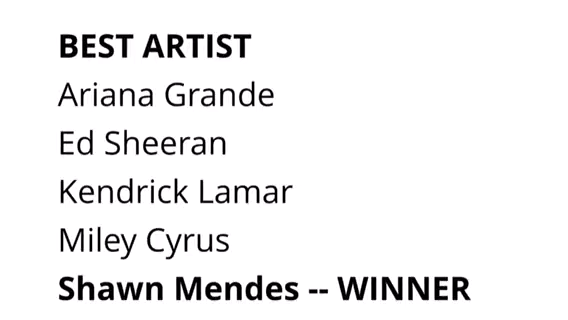 BEST ARTIST
Ariana Grande
Ed Sheeran
Kendrick Lamar
Miley Cyrus
Shawn Mendes -- WINNER